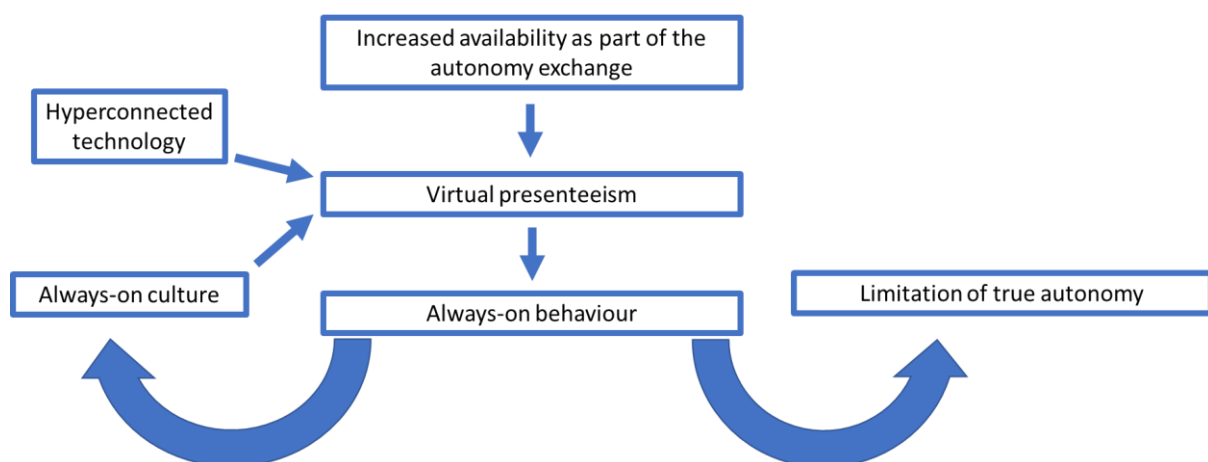 Increased availability as part of the
autonomy exchange
Hyperconnected
technology
Virtual presenteeism
Always-on culture
Always-on behaviour
Limitation of true autonomy